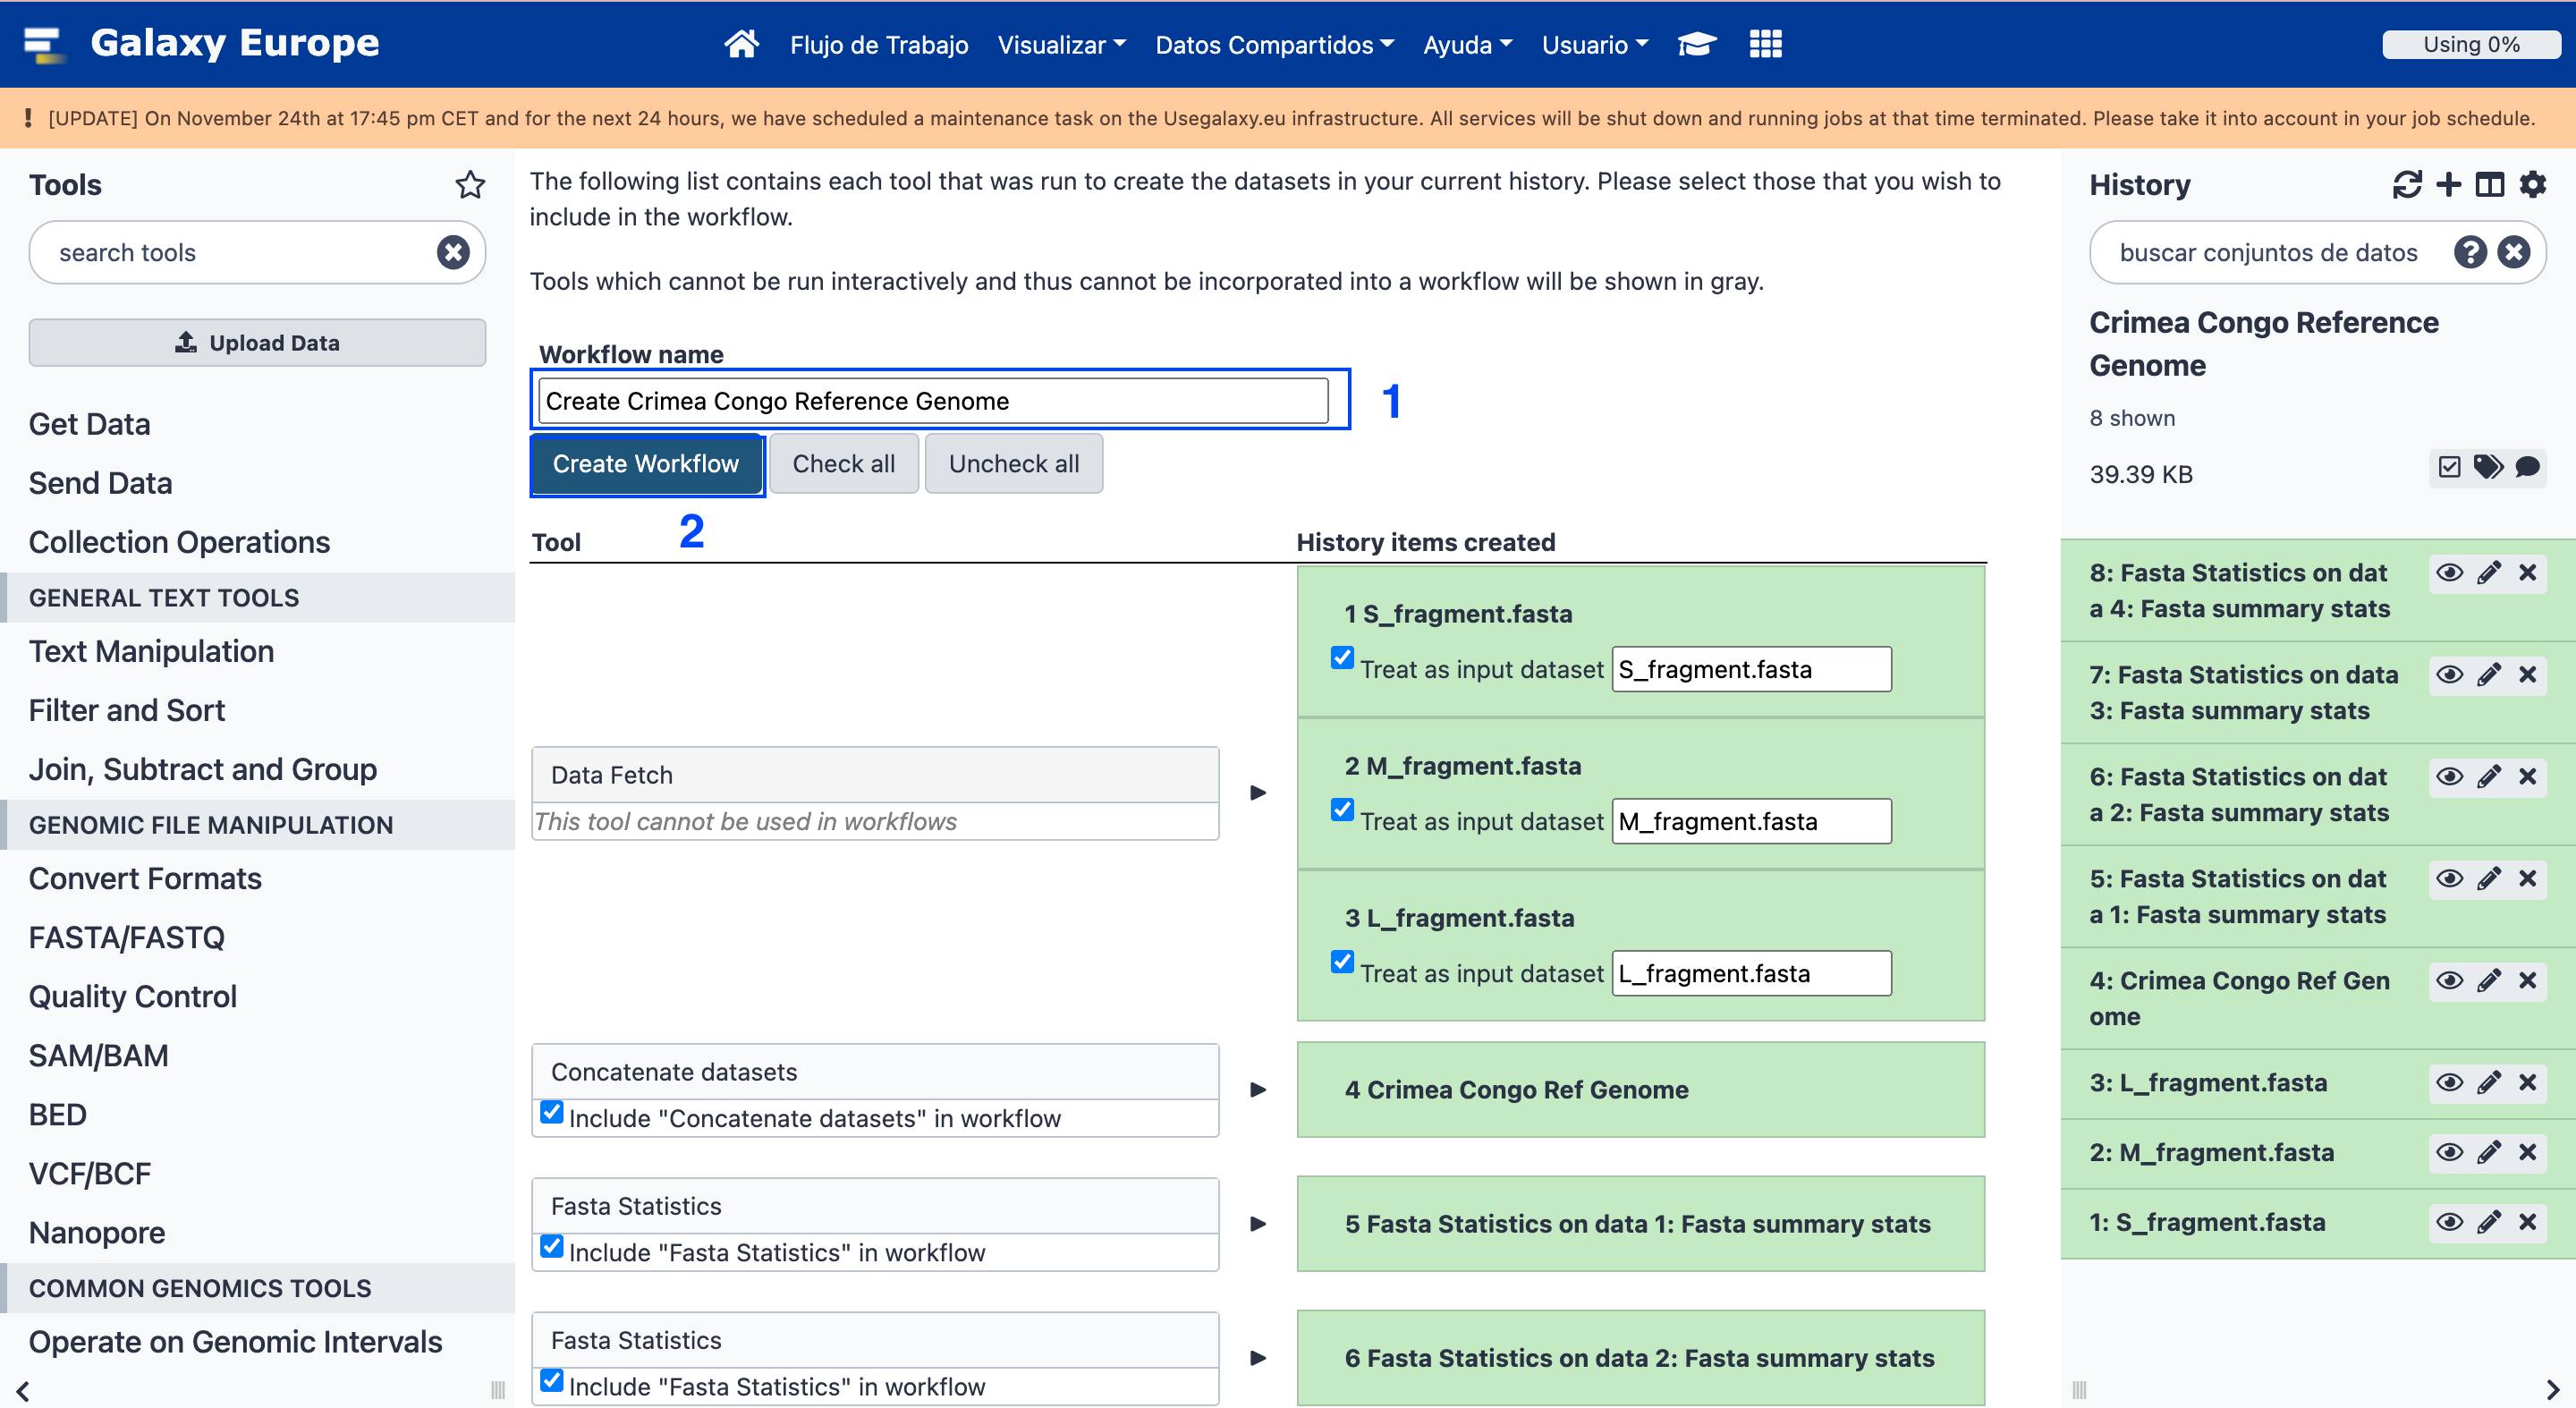 Galaxy Europe
Flujo de Trabajo
Visualizar
Datos Compartidos
Ayuda
Usuario
Using 0%
! [UPDATE] On November 24th at 17:45 pm CET and for the next 24 hours, we have scheduled a maintenance task on the Usegalaxy.eu infrastructure. All services will be shut down and running jobs at that time terminated. Please take it into account in your job schedule.
Tools
search tools
Upload Data
Get Data
Send Data
Collection Operations
GENERAL TEXT TOOLS
Text Manipulation
Filter and Sort
Join, Subtract and Group
GENOMIC FILE MANIPULATION
Convert Formats
FASTA/FASTQ
Quality Control
SAM/BAM
BED
VCF/BCF
Nanopore
COMMON GENOMICS TOOLS
Operate on Genomic Intervals
The following list contains each tool that was run to create the datasets in your current history. Please select those that you wish to
include in the workflow.
Tools which cannot be run interactively and thus cannot be incorporated into a workflow will be shown in gray.
Workflow name
Create Crimea Congo Reference Genome
1
Create Workflow
Check all
Uncheck all
2
Tool
History items created
1 S_fragment.fasta
Treat as input dataset S_fragment.fasta
Data Fetch
This tool cannot be used in workflows
2 M_fragment.fasta
Treat as input dataset M_fragment.fasta
3 L_fragment.fasta
Treat as input dataset L_fragment.fasta
Concatenate datasets
Include "Concatenate datasets" in workflow
4 Crimea Congo Ref Genome
Fasta Statistics
Include "Fasta Statistics" in workflow
5 Fasta Statistics on data 1: Fasta summary stats
Fasta Statistics
Include "Fasta Statistics" in workflow
6 Fasta Statistics on data 2: Fasta summary stats
History
buscar conjuntos de datos
Crimea Congo Reference
Genome
8 shown
39.39 KB
8: Fasta Statistics on dat
a 4: Fasta summary stats
7: Fasta Statistics on data
3: Fasta summary stats
6: Fasta Statistics on dat
a 2: Fasta summary stats
5: Fasta Statistics on dat
a 1: Fasta summary stats
4: Crimea Congo Ref Gen
ome
3: L_fragment.fasta
2: M_fragment.fasta
1: S_fragment.fasta